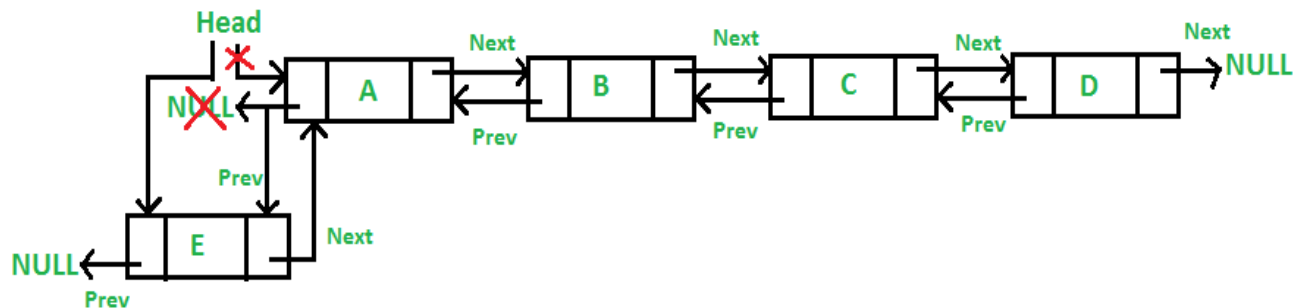 Head
Next Next Next Next
A B C D NULL
NULL
Prev Prev Prev
Prev
E Next
NULL
Prev